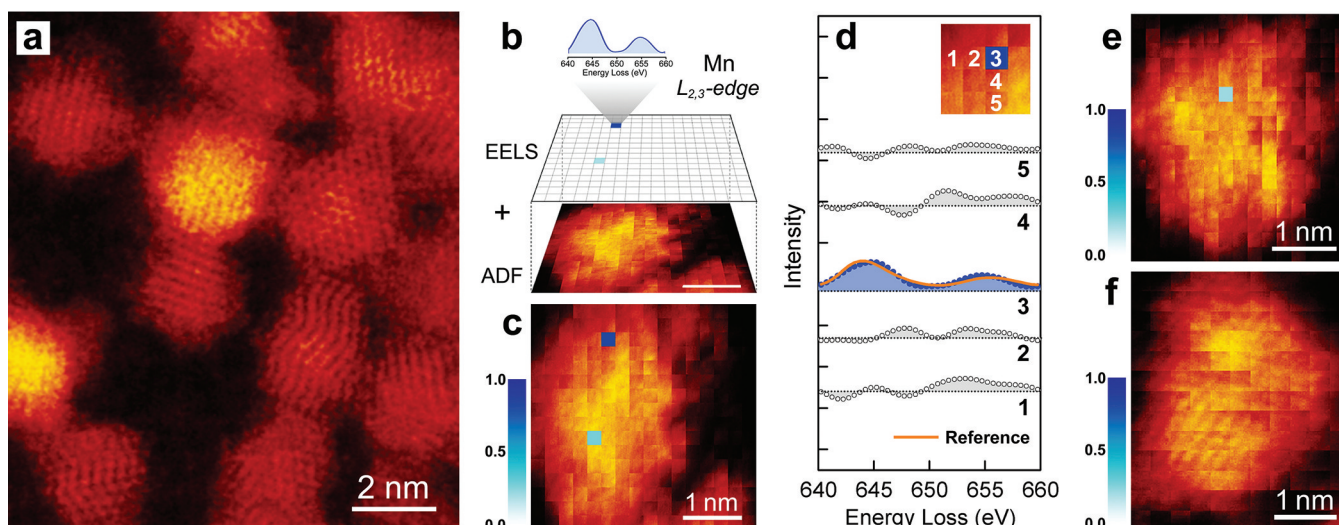 a
2 nm
b
640 645 650 655 660
Energy Loss (eV)
Mn
L2,3-edge
EELS
+
ADF
c
1.0
0.5
0.0
1 nm
d
Intensity
1 2 3
4
5
5
4
3
2
1
Reference
640 645 650 655 660
Energy Loss (eV)
e
1.0
0.5
0.0
1 nm
f
1.0
0.5
0.0
1 nm